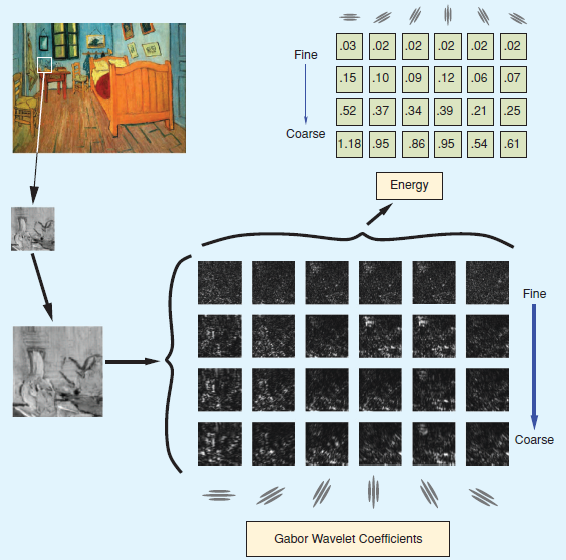 Fine
.03 .02 .02 .02 .02 .02
.15 .10 .09 .12 .06 .07
.52 .37 .34 .39 .21 .25
Coarse
1.18 .95 .86 .95 .54 .61
Energy
Fine
Coarse
Gabor Wavelet Coefficients